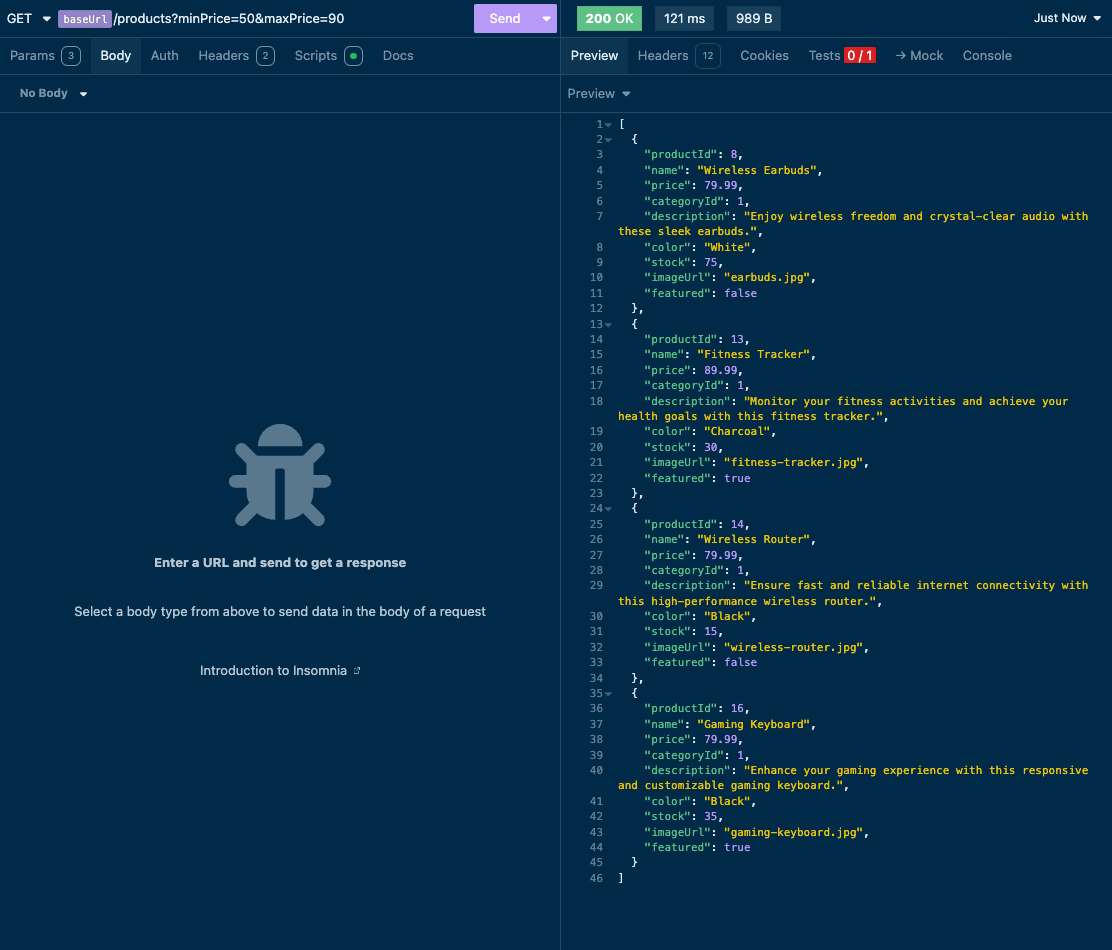 GET baseUrl/products?minPrice=50&maxPrice=90 Send
200 OK 121 ms 989 B Just Now
Params 3 Body Auth Headers 2 Scripts Docs
Preview Headers 12 Cookies Tests 0 / 1 → Mock Console
No Body
Preview
Enter a URL and send to get a response
Select a body type from above to send data in the body of a request
Introduction to Insomnia
1 [
2 {
3 "productId": 8,
4 "name": "Wireless Earbuds",
5 "price": 79.99,
6 "categoryId": 1,
7 "description": "Enjoy wireless freedom and crystal-clear audio with
these sleek earbuds.",
8 "color": "White",
9 "stock": 75,
10 "imageUrl": "earbuds.jpg",
11 "featured": false
12 },
13 {
14 "productId": 13,
15 "name": "Fitness Tracker",
16 "price": 89.99,
17 "categoryId": 1,
18 "description": "Monitor your fitness activities and achieve your
health goals with this fitness tracker.",
19 "color": "Charcoal",
20 "stock": 30,
21 "imageUrl": "fitness-tracker.jpg",
22 "featured": true
23 },
24 {
25 "productId": 14,
26 "name": "Wireless Router",
27 "price": 79.99,
28 "categoryId": 1,
29 "description": "Ensure fast and reliable internet connectivity with
this high-performance wireless router.",
30 "color": "Black",
31 "stock": 15,
32 "imageUrl": "wireless-router.jpg",
33 "featured": false
34 },
35 {
36 "productId": 16,
37 "name": "Gaming Keyboard",
38 "price": 79.99,
39 "categoryId": 1,
40 "description": "Enhance your gaming experience with this responsive
and customizable gaming keyboard.",
41 "color": "Black",
42 "stock": 35,
43 "imageUrl": "gaming-keyboard.jpg",
44 "featured": true
45 }
46 ]